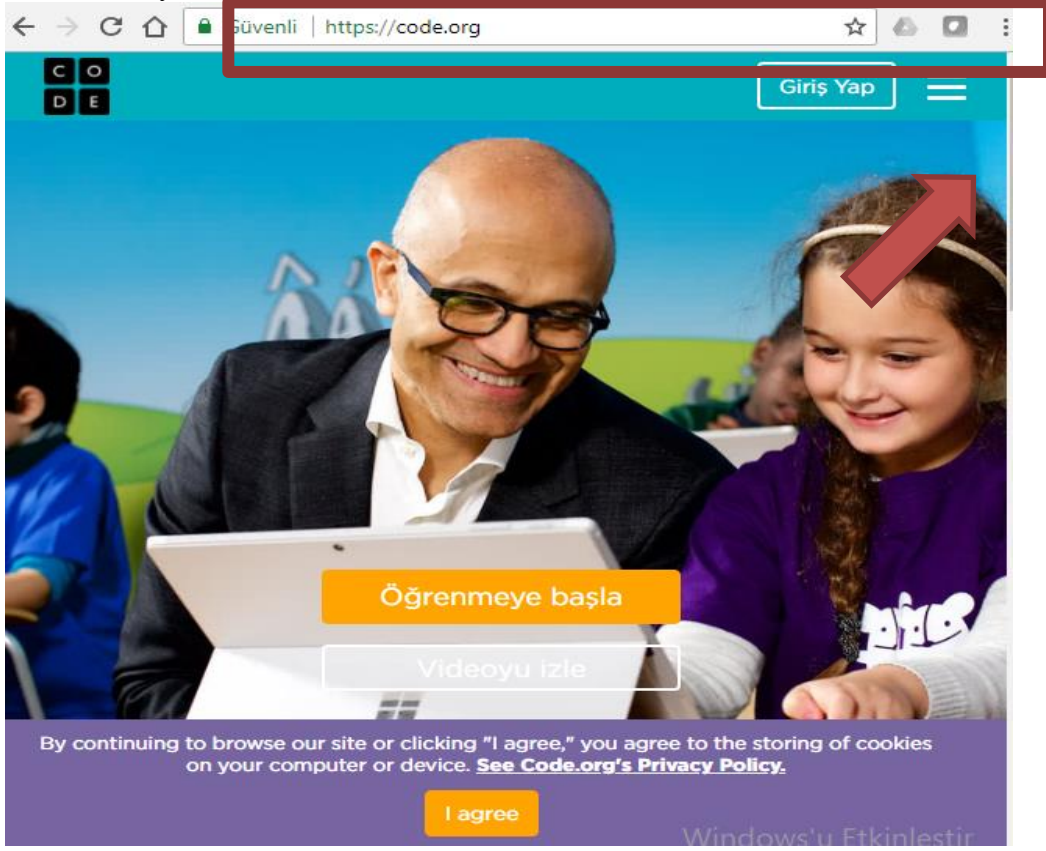 Güvenli | https://code.org
C O
D E
Giriş Yap
Öğrenmeye başla
Videoyu izle
By continuing to browse our site or clicking "I agree," you agree to the storing of cookies
on your computer or device. See Code.org's Privacy Policy.
I agree
Windows'u Etkinleştir